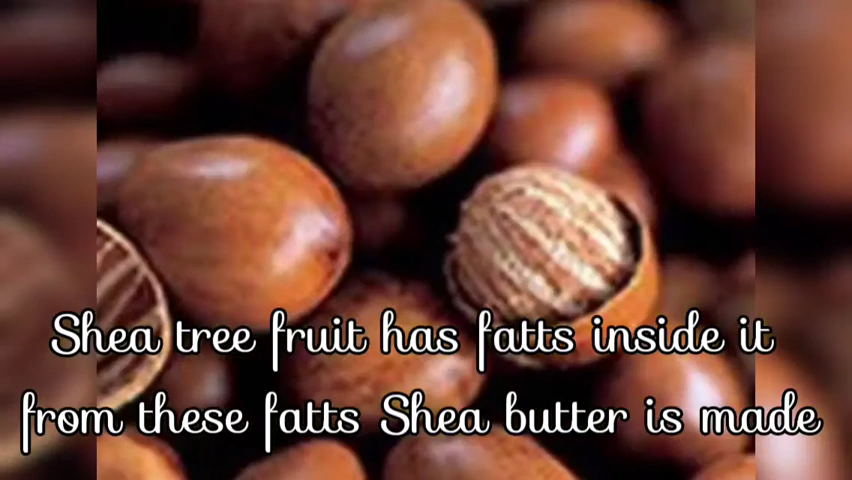 Shea tree fruit has fatts inside it
from these fatts Shea butter is made